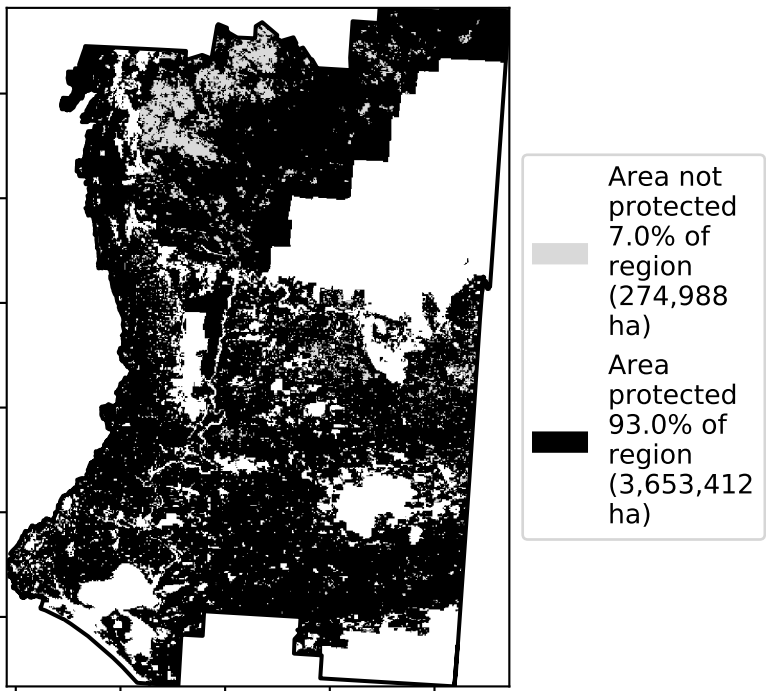 Area not
protected
7.0% of
region
(274,988
ha)
Area
protected
93.0% of
region
(3,653,412
ha)